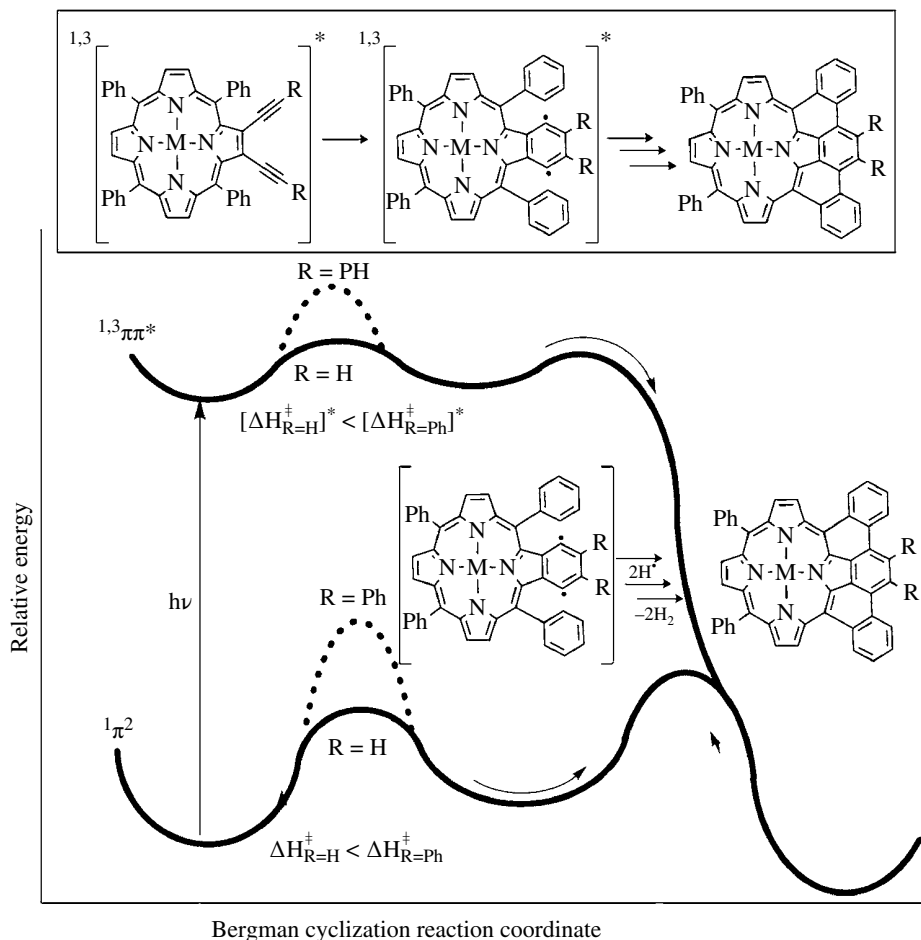 1,3 * 1,3 *
Ph Ph R
N
N M N
N
Ph Ph R
Ph
N
N M N
N
Ph
R
R
Ph
N
N M N
N
Ph
R
R
R = PH
1,3ππ*
R = H
[ΔH‡R=H]* < [ΔH‡R=Ph]*
Relative energy
hν
Ph
N
N M N
N
Ph
R
R
2H•
−2H2
Ph
N
N M N
N
Ph
R
R
R = Ph
1π2
R = H
ΔH‡R=H < ΔH‡R=Ph
Bergman cyclization reaction coordinate